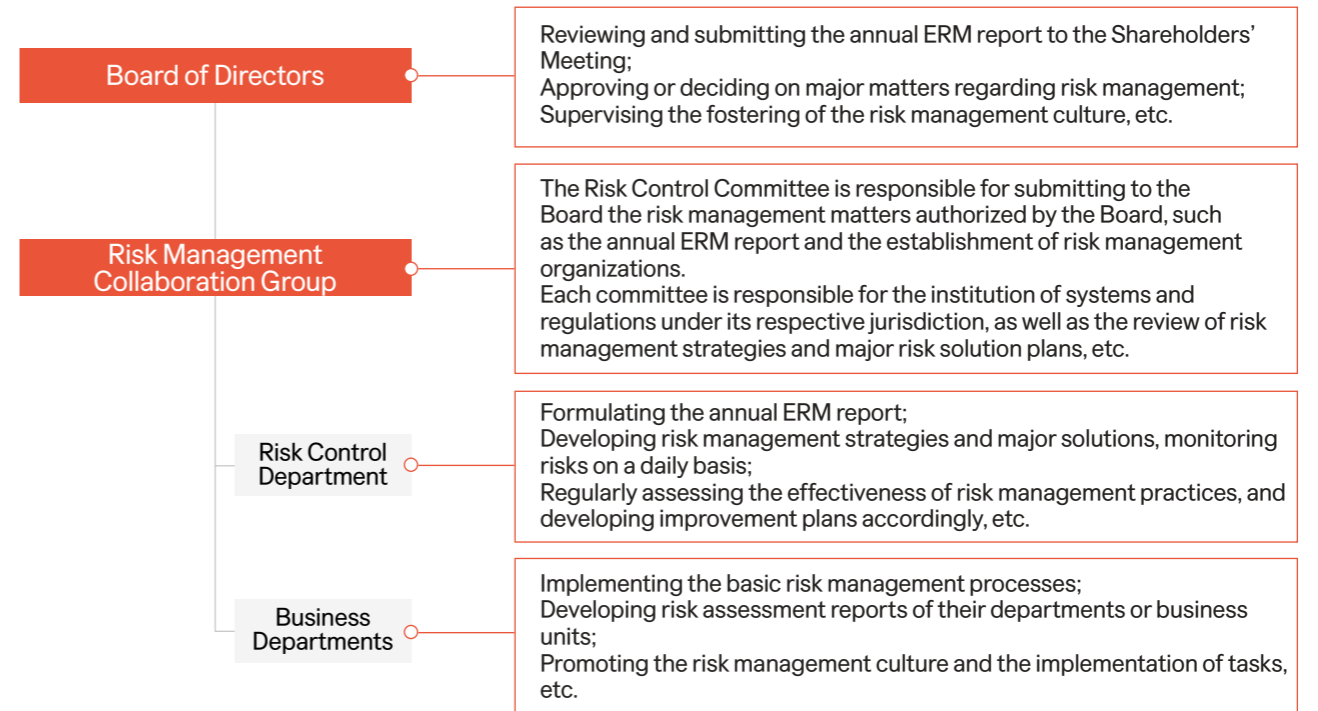 Board of Directors
Reviewing and submitting the annual ERM report to the Shareholders’
Meeting;
Approving or deciding on major matters regarding risk management;
Supervising the fostering of the risk management culture, etc.
Risk Management
Collaboration Group
The Risk Control Committee is responsible for submitting to the
Board the risk management matters authorized by the Board, such
as the annual ERM report and the establishment of risk management
organizations.
Each committee is responsible for the institution of systems and
regulations under its respective jurisdiction, as well as the review of risk
management strategies and major risk solution plans, etc.
Risk Control
Department
Formulating the annual ERM report;
Developing risk management strategies and major solutions, monitoring
risks on a daily basis;
Regularly assessing the effectiveness of risk management practices, and
developing improvement plans accordingly, etc.
Business
Departments
Implementing the basic risk management processes;
Developing risk assessment reports of their departments or business
units;
Promoting the risk management culture and the implementation of tasks,
etc.